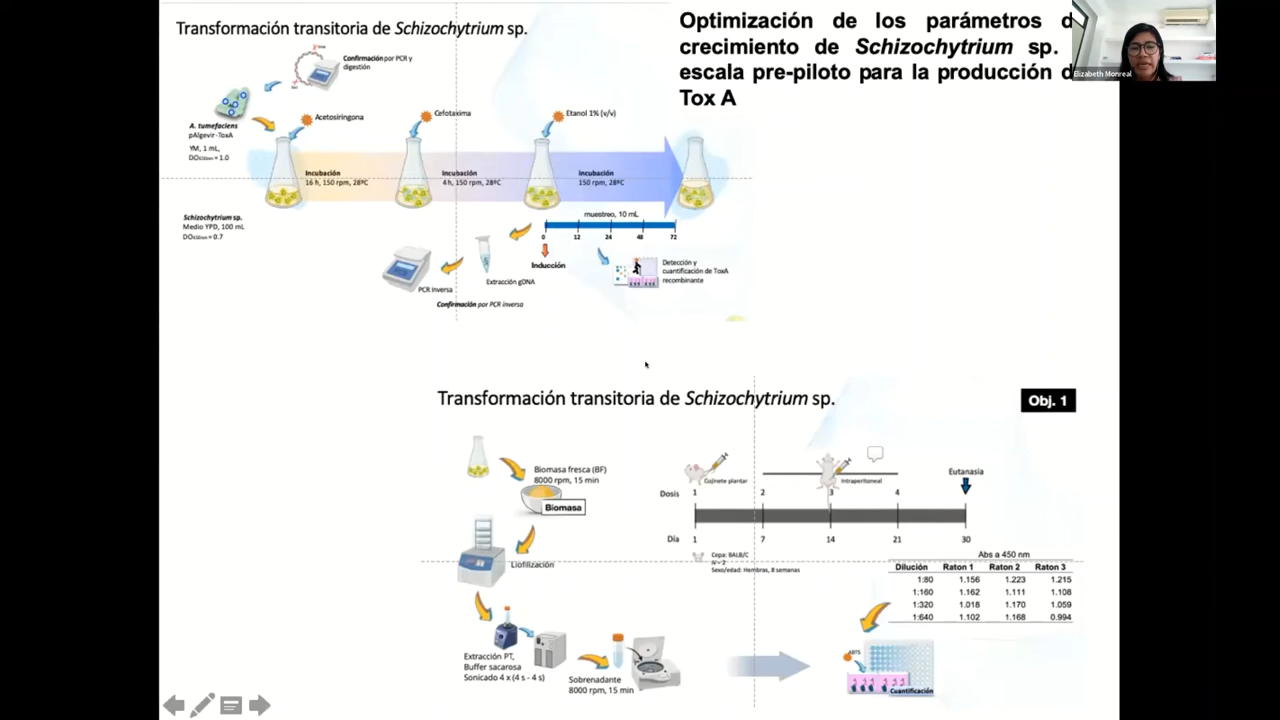 Transformación transitoria de Schizochytrium sp.
Confirmación por PCR y
digestión
A. tumefaciens
pAlgevir-ToxA
YM, 1 mL,
DO630nm = 1.0
Acetosiringona
Cefotaxima
Etanol 1% (v/v)
Incubación
16 h, 150 rpm, 28ºC
Incubación
4 h, 150 rpm, 28ºC
Incubación
150 rpm, 28ºC
Schizochytrium sp.
Medio YPD, 100 mL
DO630nm = 0.7
muestreo, 10 mL
0 12 24 48 72
Inducción
Extracción gDNA
PCR inversa
Confirmación por PCR inversa
Detección y
cuantificación de ToxA
recombinante
Optimización de los parámetros d
crecimiento de Schizochytrium sp.
escala pre-piloto para la producción d
Tox A
Elizabeth Monreal
Transformación transitoria de Schizochytrium sp.
Obj. 1
Biomasa fresca (BF)
8000 rpm, 15 min
Biomasa
Liofilización
Extracción PT,
Buffer sacarosa
Sonicado 4 x (4 s - 4 s)
Sobrenadante
8000 rpm, 15 min
Cojinete plantar
Intraperitoneal
Eutanasia
Dosis 1 2 3 4
Día 1 7 14 21 30
Cepa: BALB/C
Sexo/edad: Hembras, 8 semanas
Abs a 450 nm
Dilución Raton 1 Raton 2 Raton 3
1:80 1.156 1.223 1.215
1:160 1.162 1.111 1.108
1:320 1.018 1.170 1.059
1:640 1.102 1.168 0.994
ABTS
Cuantificación